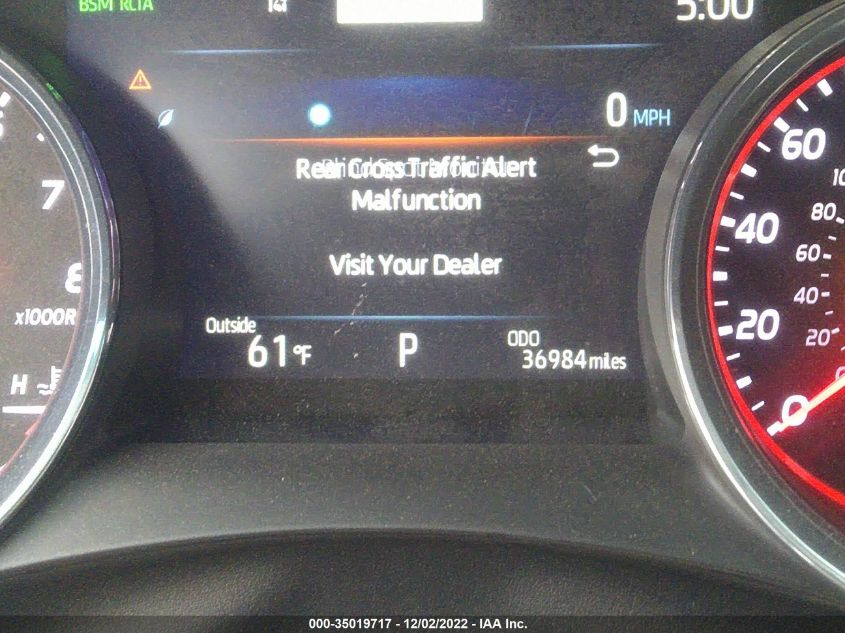 BSM RCTA
5:00
0 MPH
Rear Cross Traffic Alert
Malfunction
Visit Your Dealer
Outside
61°F
P
ODO
36984 miles
7
8
x1000R
H
60
40
20
0
80
60
40
20
000-35019717 - 12/02/2022 - IAA Inc.